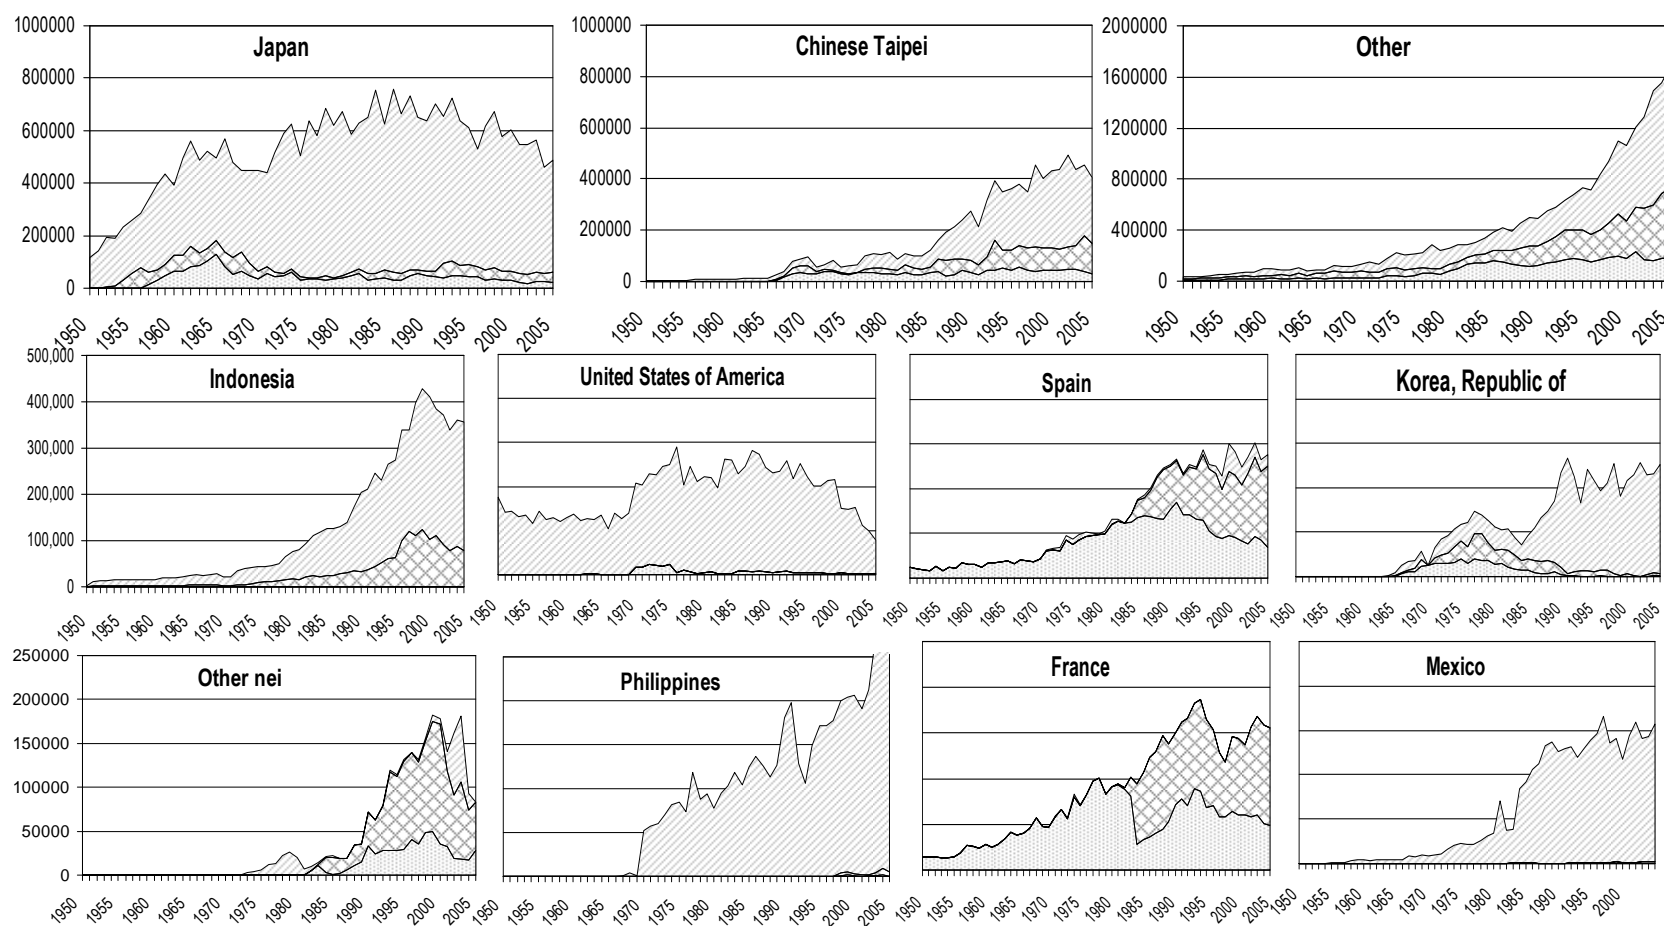 Japan
1000000
800000
600000
400000
200000
0
1950 1955 1960 1965 1970 1975 1980 1985 1990 1995 2000 2005
Chinese Taipei
1000000
800000
600000
400000
200000
0
1950 1955 1960 1965 1970 1975 1980 1985 1990 1995 2000 2005
Other
2000000
1600000
1200000
800000
400000
0
1950 1955 1960 1965 1970 1975 1980 1985 1990 1995 2000 2005
Indonesia
500,000
400,000
300,000
200,000
100,000
0
1950 1955 1960 1965 1970 1975 1980 1985 1990 1995 2000 2005
United States of America
1950 1955 1960 1965 1970 1975 1980 1985 1990 1995 2000 2005
Spain
1950 1955 1960 1965 1970 1975 1980 1985 1990 1995 2000 2005
Korea, Republic of
1950 1955 1960 1965 1970 1975 1980 1985 1990 1995 2000 2005
Other nei
250000
200000
150000
100000
50000
0
1950 1955 1960 1965 1970 1975 1980 1985 1990 1995 2000 2005
Philippines
1950 1955 1960 1965 1970 1975 1980 1985 1990 1995 2000 2005
France
1950 1955 1960 1965 1970 1975 1980 1985 1990 1995 2000 2005
Mexico
1950 1955 1960 1965 1970 1975 1980 1985 1990 1995 2000